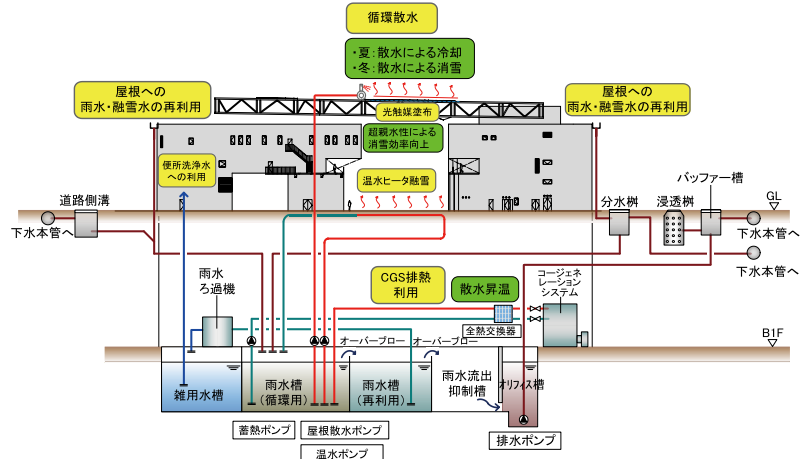 循環散水
・夏：散水による冷却
・冬：散水による消雪
屋根への
雨水・融雪水の再利用
屋根への
雨水・融雪水の再利用
光触媒塗布
超親水性による
消雪効率向上
便所洗浄水
への利用
温水ヒータ融雪
道路側溝
下水本管へ
分水桝
浸透桝
バッファー槽
GL
下水本管へ
下水本管へ
雨水
ろ過機
CGS排熱
利用
散水昇温
コージェネ
レーション
システム
全熱交換器
B1F
オーバーブロー
オーバーブロー
雑用水槽
雨水槽
（循環用）
雨水槽
（再利用）
雨水流出
抑制槽
オリフィス槽
蓄熱ポンプ
屋根散水ポンプ
温水ポンプ
排水ポンプ